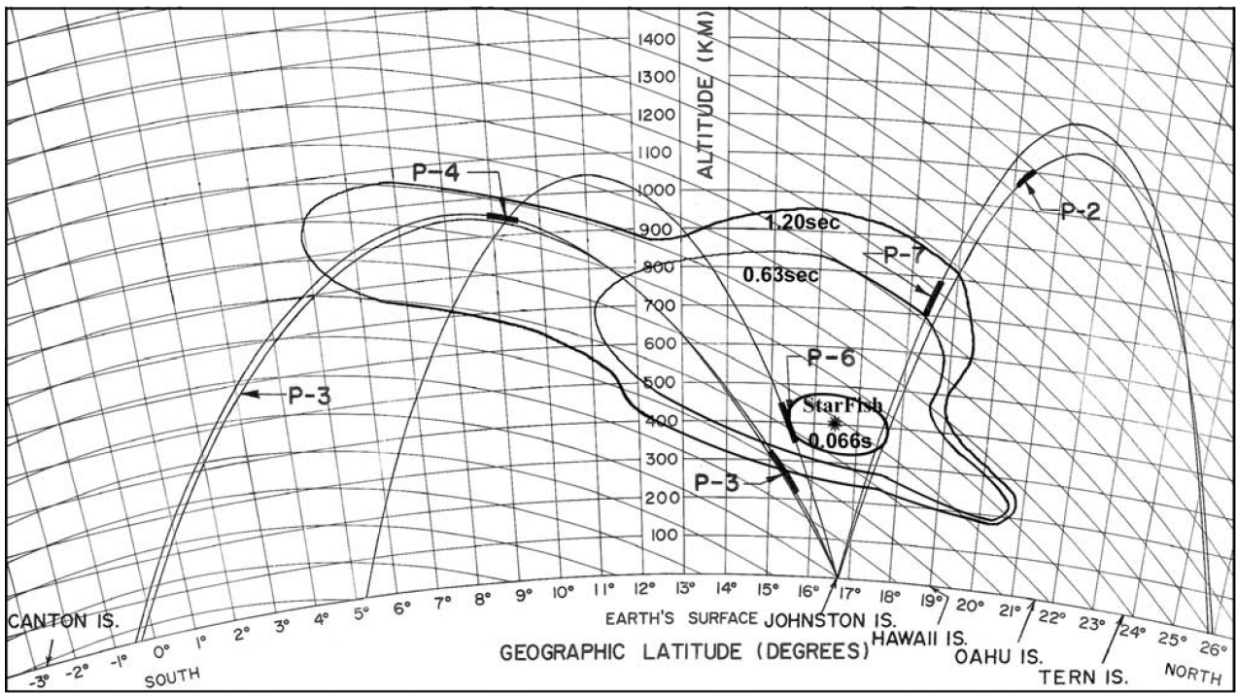 1400
1300
1200
1100
1000
900
800
700
600
500
400
300
200
100
ALTITUDE (KM)
P-4
1.20sec
P-7
P-2
0.63sec
P-6
P-3
StarFish
0.066s
P-3
-3° -2° -1° 0° 1° 2° 3° 4° 5° 6° 7° 8° 9° 10° 11° 12° 13° 14° 15° 16° 17° 18° 19° 20° 21° 22° 23° 24° 25° 26°
CANTON IS.
EARTH'S SURFACE JOHNSTON IS.
HAWAII IS.
OAHU IS.
TERN IS.
SOUTH
GEOGRAPHIC LATITUDE (DEGREES)
NORTH